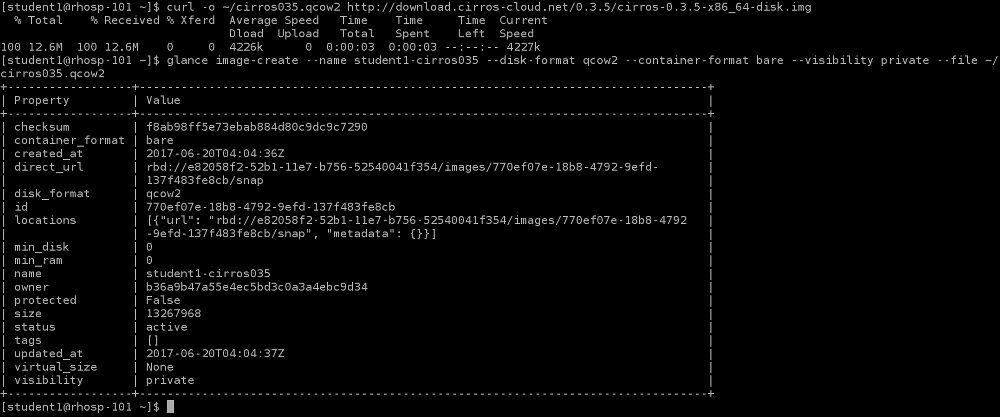 [student1@rhosp-101 ~]$ curl -o ~/cirros035.qcow2 http://download.cirros-cloud.net/0.3.5/cirros-0.3.5-x86_64-disk.img
  % Total    % Received % Xferd  Average Speed   Time    Time     Time  Current
                                 Dload  Upload   Total   Spent    Left  Speed
100 12.6M  100 12.6M    0     0  4226k      0  0:00:03  0:00:03 --:--:-- 4227k
[student1@rhosp-101 ~]$ glance image-create --name student1-cirros035 --disk-format qcow2 --container-format bare --visibility private --file ~/
cirros035.qcow2
+------------------+----------------------------------------------------------------------------------+
| Property         | Value                                                                            |
+------------------+----------------------------------------------------------------------------------+
| checksum         | f8ab98ff5e73ebab884d80c9dc9c7290                                                 |
| container_format | bare                                                                             |
| created_at       | 2017-06-20T04:04:36Z                                                             |
| direct_url       | rbd://e82058f2-52b1-11e7-b756-52540041f354/images/770ef07e-18b8-4792-9efd-       |
|                  | 137f483fe8cb/snap                                                                |
| disk_format      | qcow2                                                                            |
| id               | 770ef07e-18b8-4792-9efd-137f483fe8cb                                             |
| locations        | [{"url": "rbd://e82058f2-52b1-11e7-b756-52540041f354/images/770ef07e-18b8-4792   |
|                  | -9efd-137f483fe8cb/snap", "metadata": {}}]                                       |
| min_disk         | 0                                                                                |
| min_ram          | 0                                                                                |
| name             | student1-cirros035                                                               |
| owner            | b36a9b47a55e4ec5bd3c0a3a4ebc9d34                                                 |
| protected        | False                                                                            |
| size             | 13267968                                                                         |
| status           | active                                                                           |
| tags             | []                                                                               |
| updated_at       | 2017-06-20T04:04:37Z                                                             |
| virtual_size     | None                                                                             |
| visibility       | private                                                                          |
+------------------+----------------------------------------------------------------------------------+
[student1@rhosp-101 ~]$